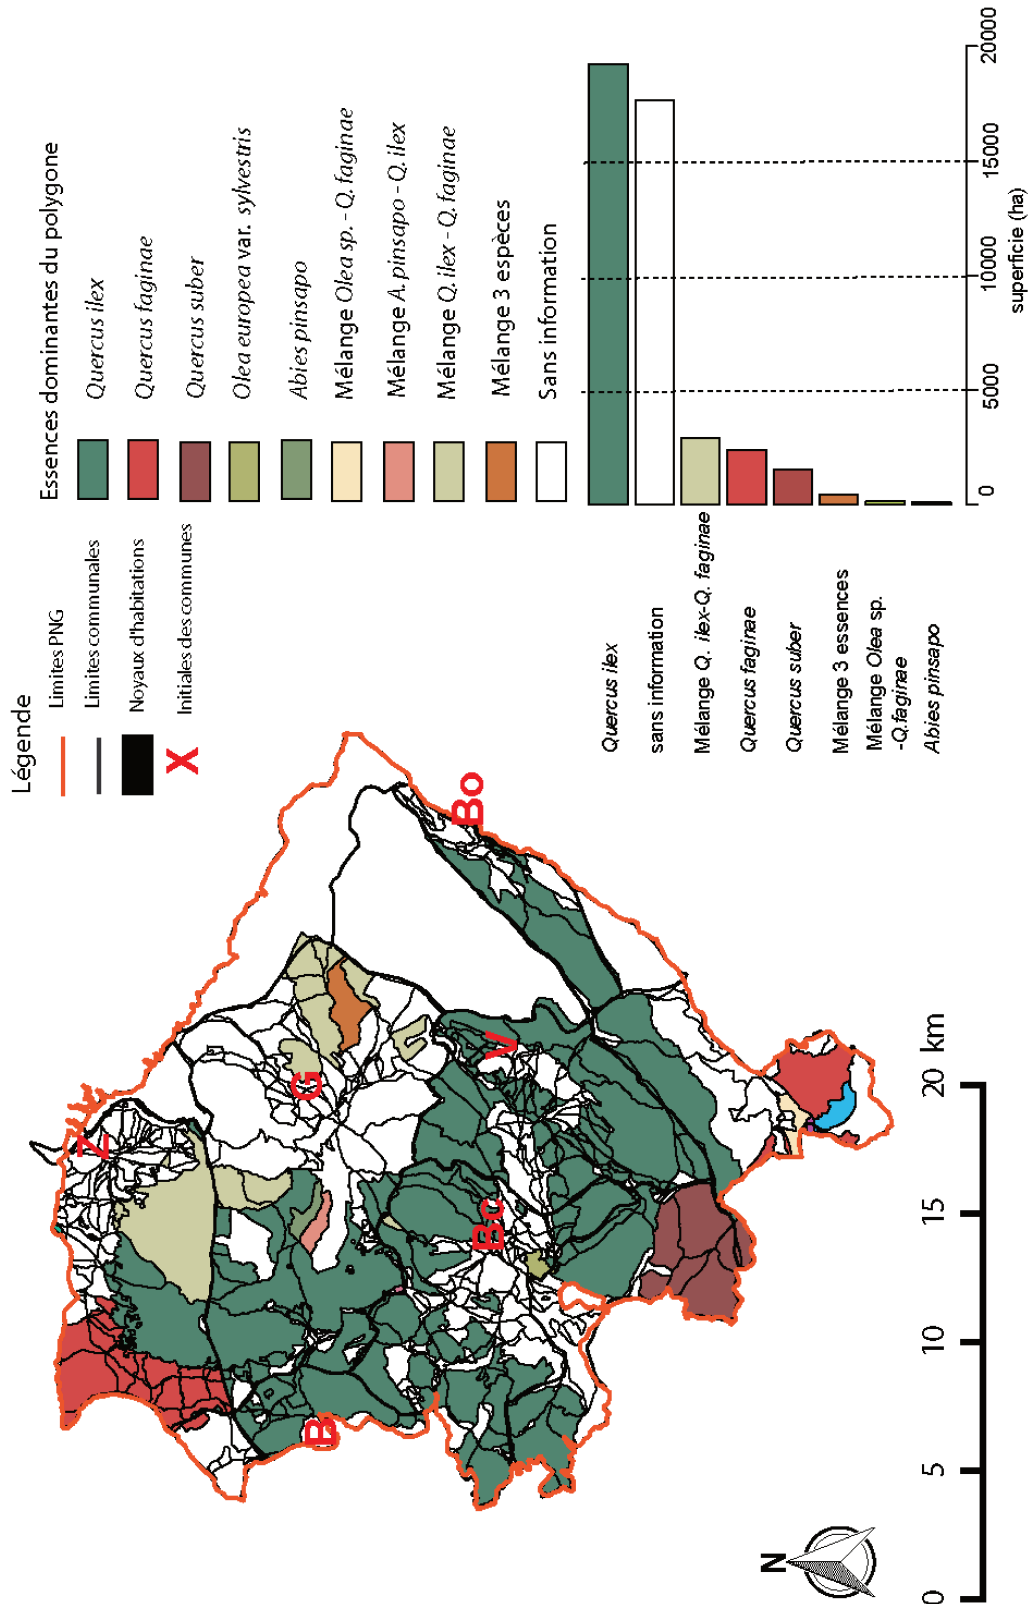 Légende
Limites PNG
Limites communales
Noyaux d'habitations
X
Initiales des communes
Essences dominantes du polygone
Quercus ilex
Quercus faginae
Quercus suber
Olea europea var. sylvestris
Abies pinsapo
Mélange Olea sp. - Q. faginae
Mélange A. pinsapo - Q. ilex
Mélange Q. ilex - Q. faginae
Mélange 3 espèces
Sans information
Z
G
B
Bc
V
Bo
N
0 5 10 15 20 km
Quercus ilex
sans information
Mélange Q. ilex-Q. faginae
Quercus faginae
Quercus suber
Mélange 3 essences
Mélange Olea sp.
-Q.faginae
Abies pinsapo
0 5000 10000 15000 20000
superficie (ha)